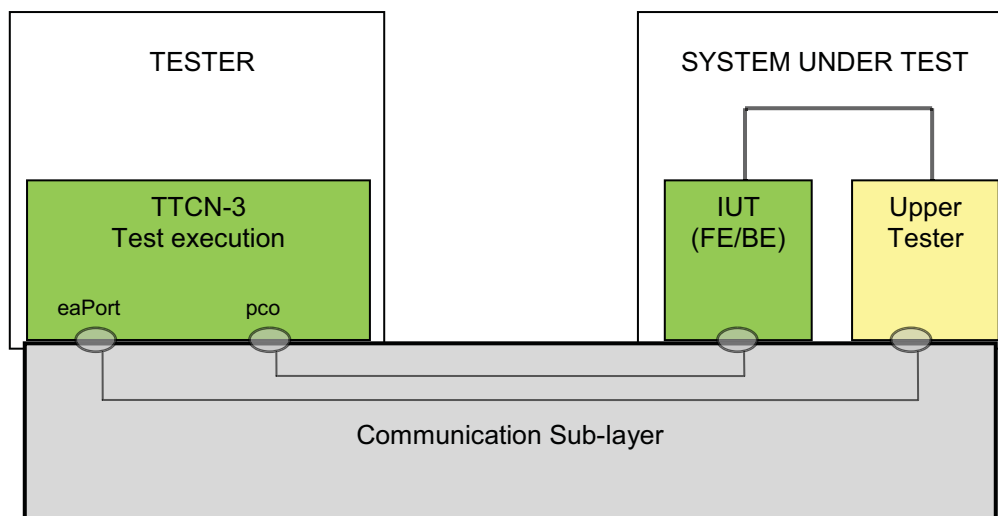 TESTER
SYSTEM UNDER TEST
TTCN-3
Test execution
IUT
(FE/BE)
Upper
Tester
eaPort
pco
Communication Sub-layer